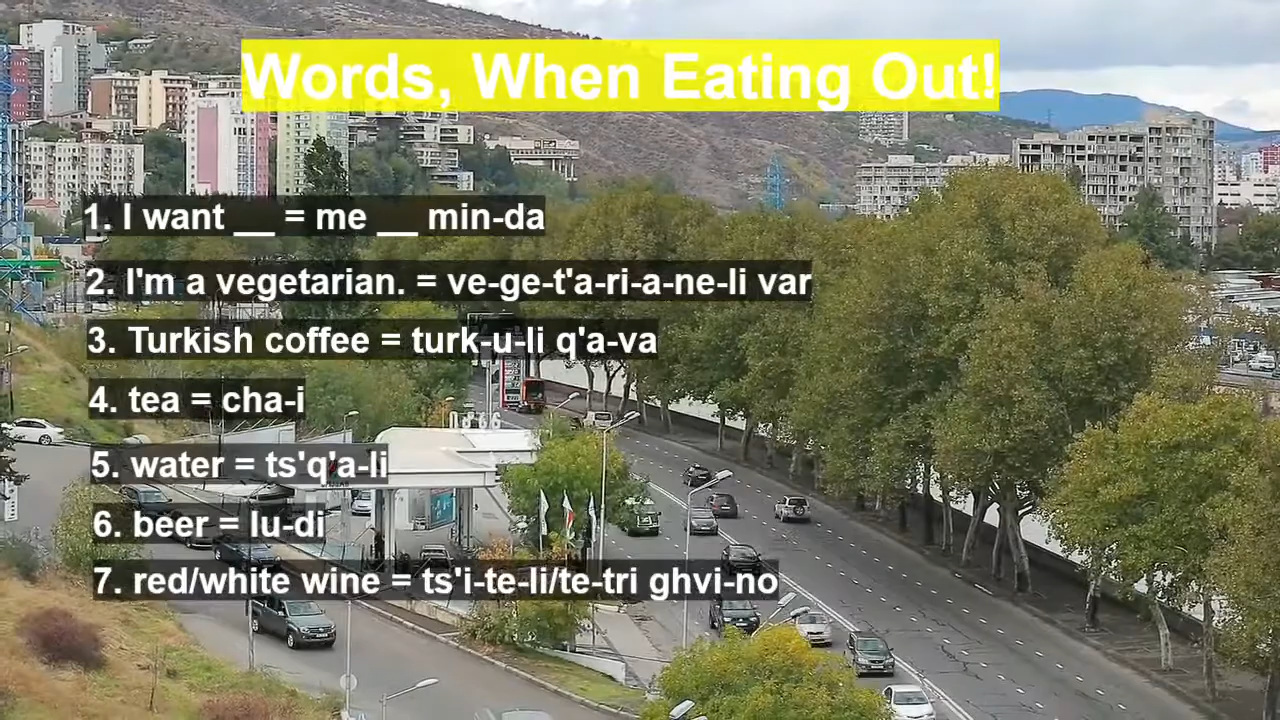 Words, When Eating Out!
1. I want __ = me __ min-da
2. I'm a vegetarian. = ve-ge-t'a-ri-a-ne-li var
3. Turkish coffee = turk-u-li q'a-va
4. tea = cha-i
5. water = ts'q'a-li
6. beer = lu-di
7. red/white wine = ts'i-te-li/te-tri ghvi-no